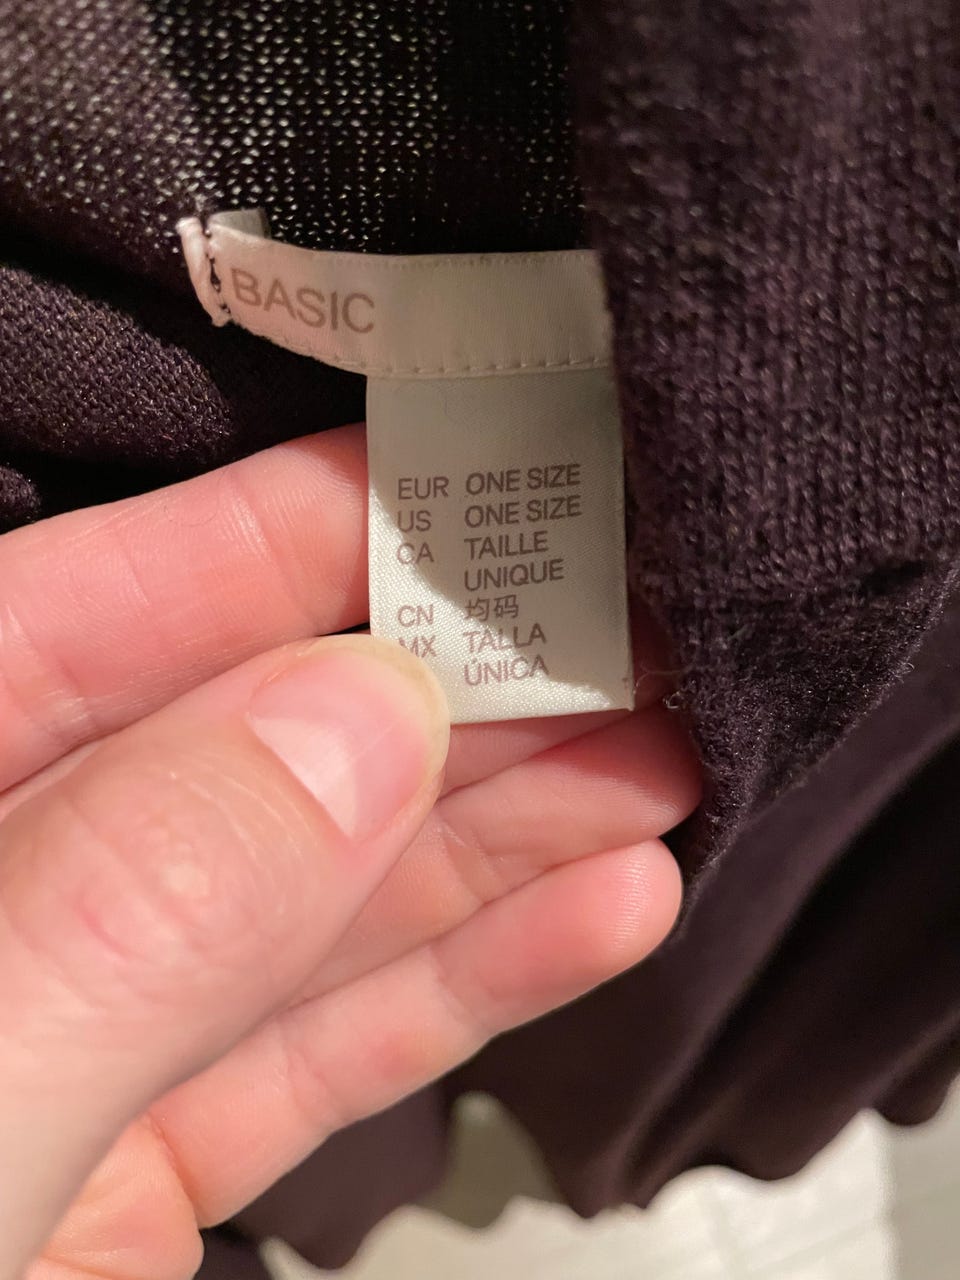 BASIC
EUR ONE SIZE
US ONE SIZE
CA TAILLE
UNIQUE
CN 均码
MX TALLA
ÚNICA